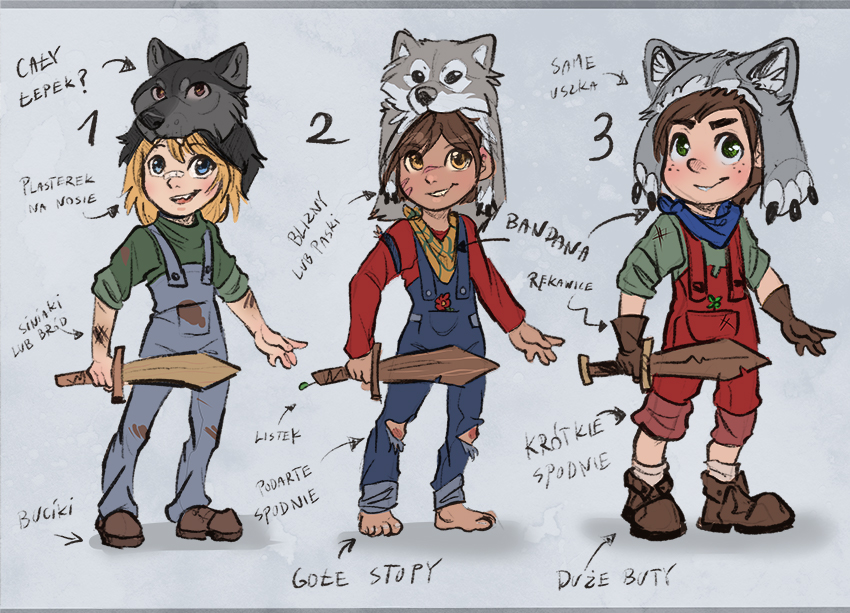 CAŁY
ŁEPEK?
1
PLASTEREK
NA NOSIE
SINIAKI
LUB BRÓD
BUCIKI
2
BLIZNY
LUB PASKI
BANDANA
LISTEK
PODARTE
SPODNIE
GOŁE STOPY
SAME
USZKA
3
RĘKAWICE
KRÓTKIE
SPODNIE
DUŻE BUTY